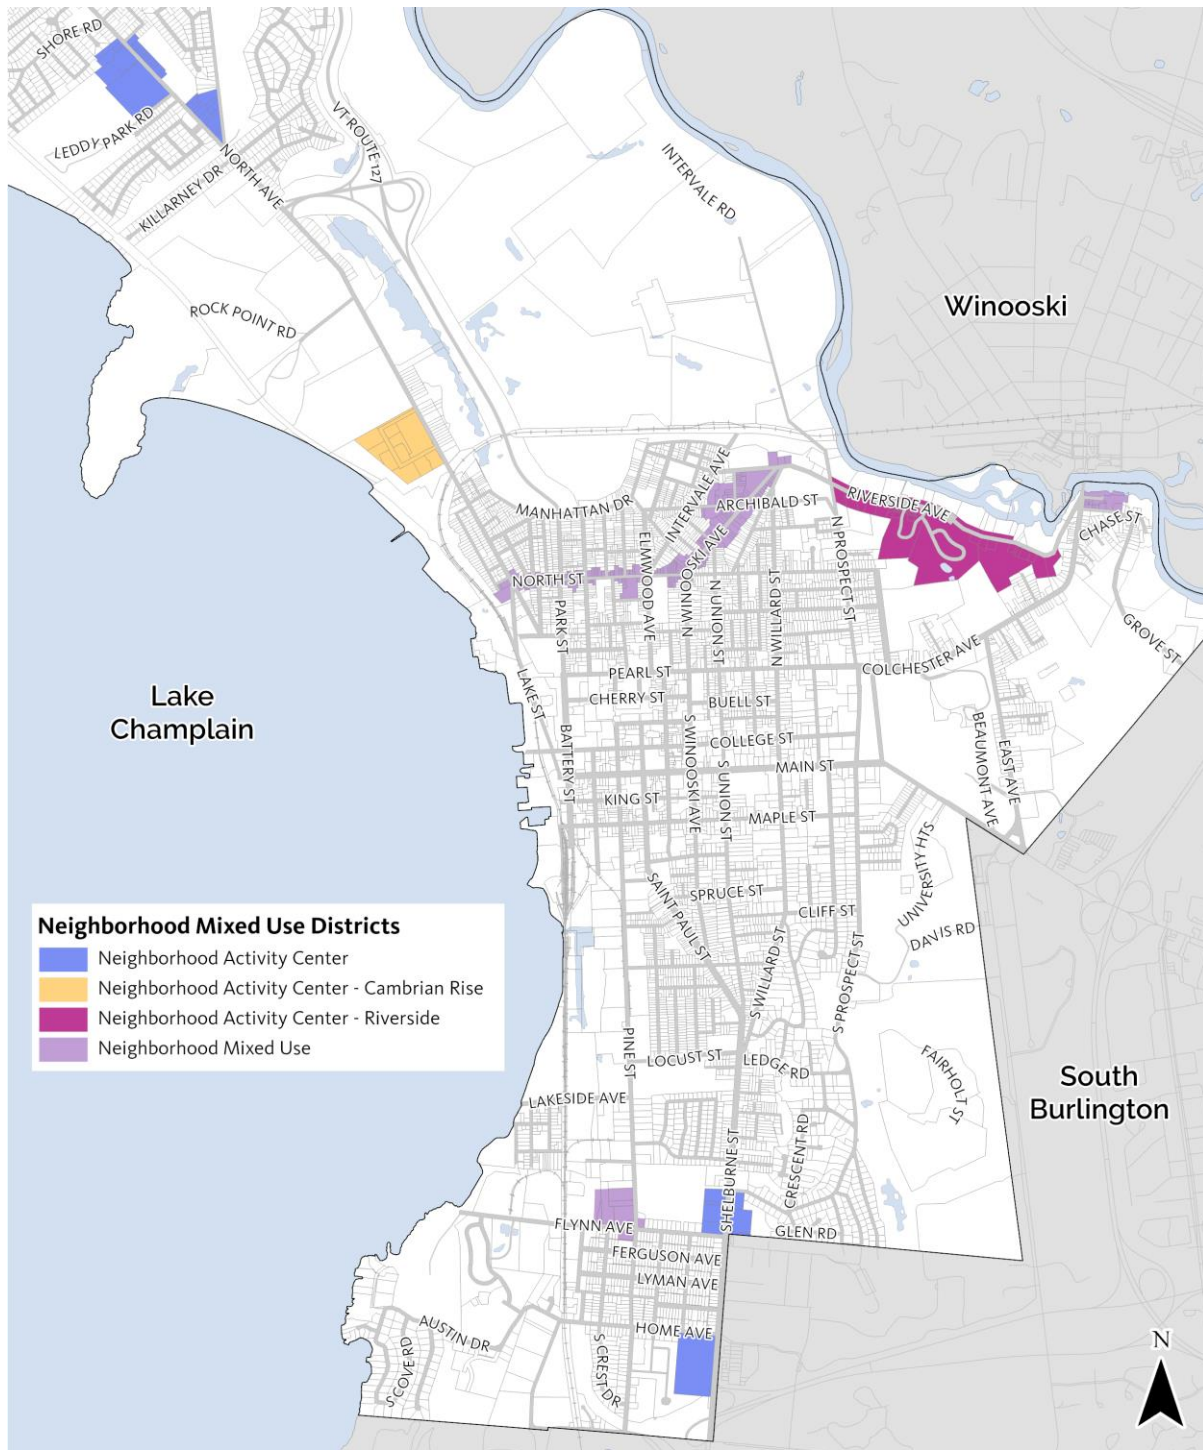 SHORE RD
LEDDY PARK RD
KILLARNEY DR
NORTH AVE
VT ROUTE 127
INTERVALE RD
ROCK POINT RD
Winooski
MANHATTAN DR
INTERVALE AVE
ARCHIBALD ST
RIVERSIDE AVE
CHASE ST
NORTH ST
ELMWOOD AVE
N WINOOSKI AVE
N UNION ST
N WILLARD ST
N PROSPECT ST
PARK ST
GROVE ST
COLCHESTER AVE
PEARL ST
CHERRY ST
BUELL ST
LAKE ST
Lake
Champlain
BATTERY ST
COLLEGE ST
MAIN ST
S WINOOSKI AVE
S UNION ST
BEAUMONT AVE
EAST AVE
KING ST
MAPLE ST
UNIVERSITY HTS
SAINT PAUL ST
SPRUCE ST
CLIFF ST
DAVIS RD
S WILLARD ST
S PROSPECT ST
Neighborhood Mixed Use Districts
Neighborhood Activity Center
Neighborhood Activity Center - Cambrian Rise
Neighborhood Activity Center - Riverside
Neighborhood Mixed Use
PINE ST
LOCUST ST
LEDGE RD
FAIRHOLT ST
South
Burlington
LAKESIDE AVE
SHELBURNE ST
CRESCENT RD
FLYNN AVE
GLEN RD
FERGUSON AVE
LYMAN AVE
HOME AVE
AUSTIN DR
S COVE RD
S CREST DR
N